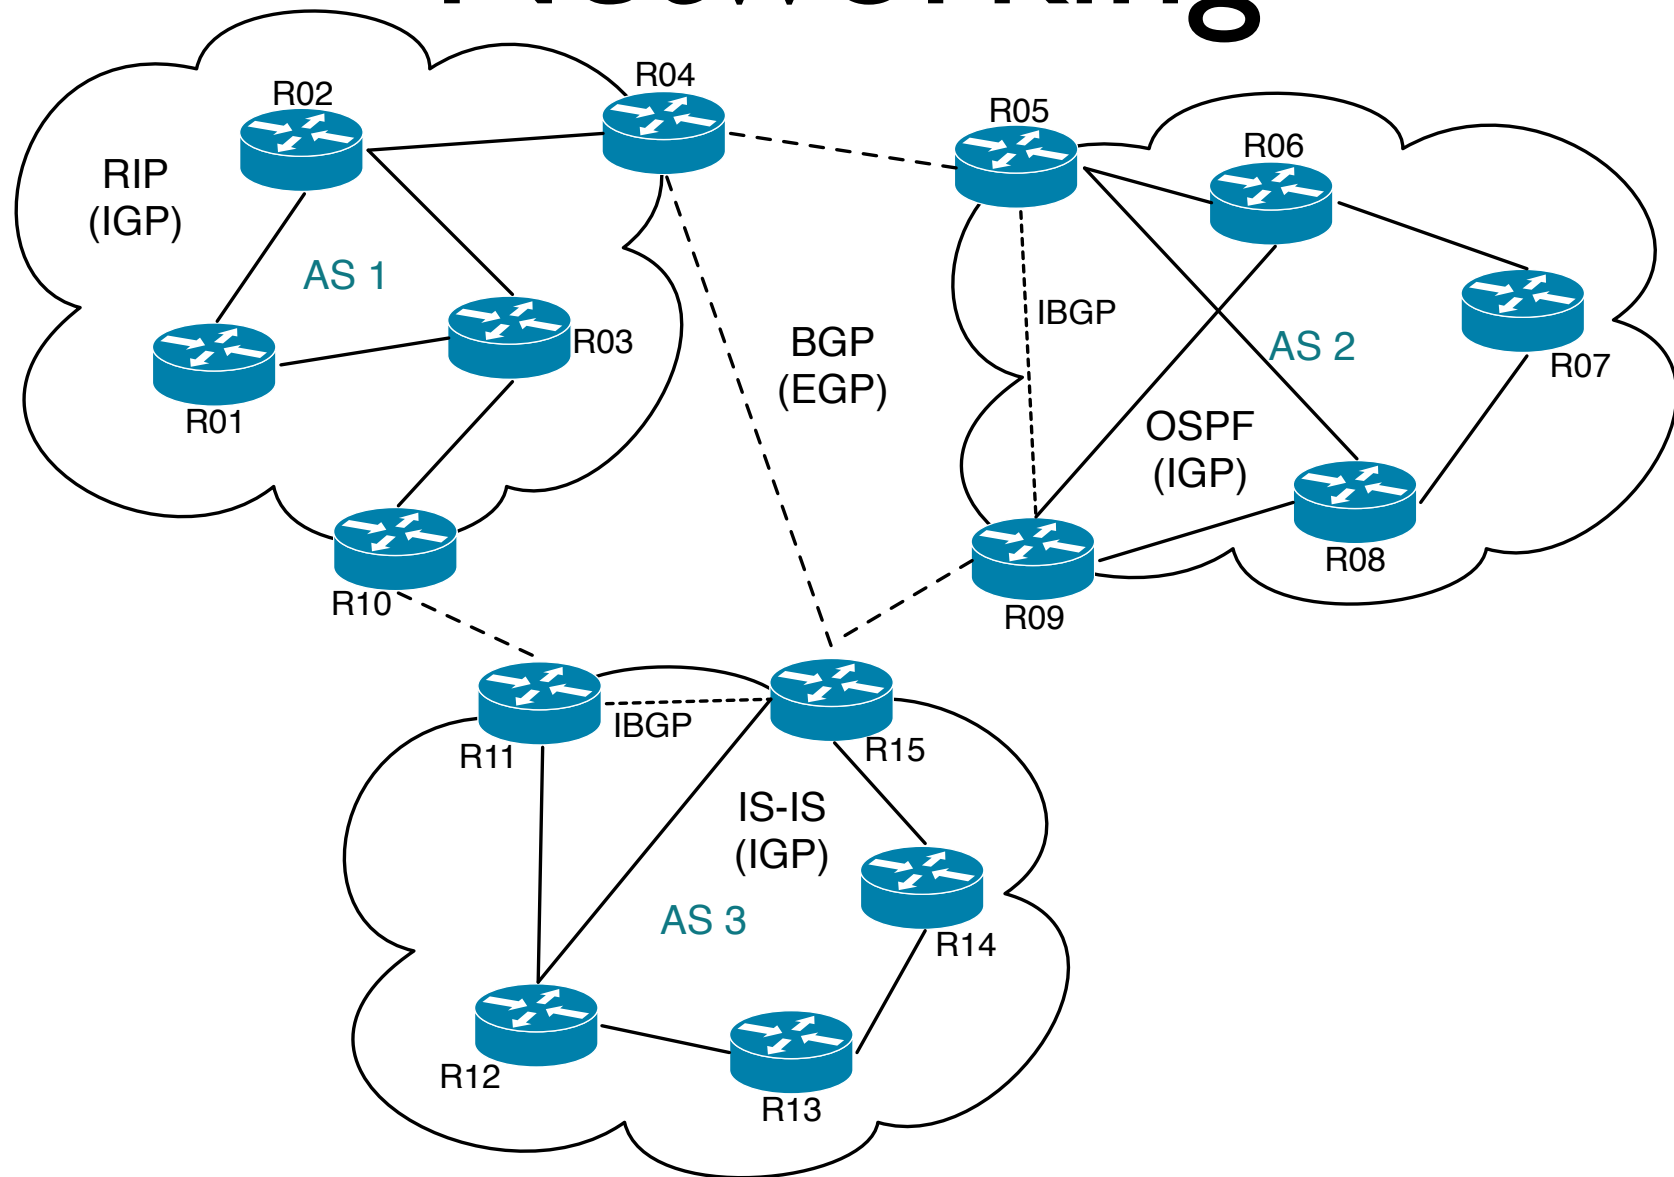 R04
R02
R05
R06
RIP
(IGP)
AS 1
IBGP
R03
BGP
(EGP)
AS 2
R07
R01
OSPF
(IGP)
R08
R10
R09
IBGP
R11
R15
IS-IS
(IGP)
AS 3
R14
R12
R13